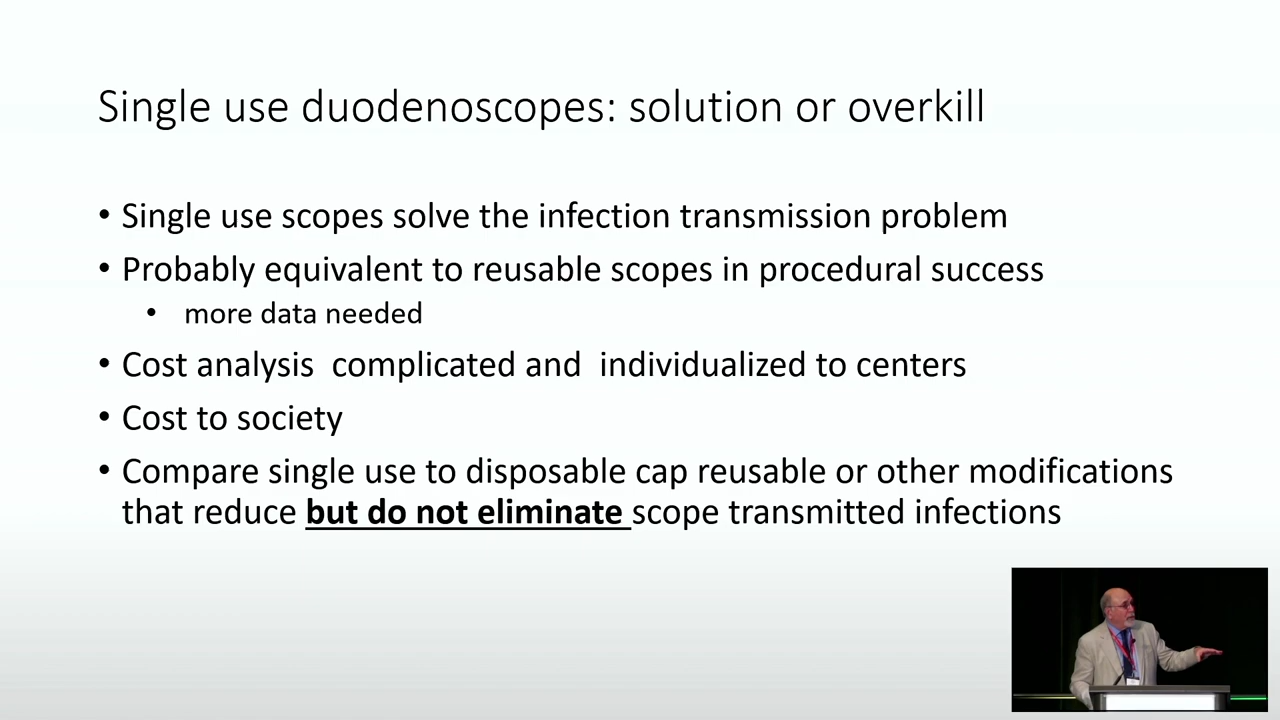 Single use duodenoscopes: solution or overkill
• Single use scopes solve the infection transmission problem
• Probably equivalent to reusable scopes in procedural success
• more data needed
• Cost analysis complicated and individualized to centers
• Cost to society
• Compare single use to disposable cap reusable or other modifications
that reduce but do not eliminate scope transmitted infections